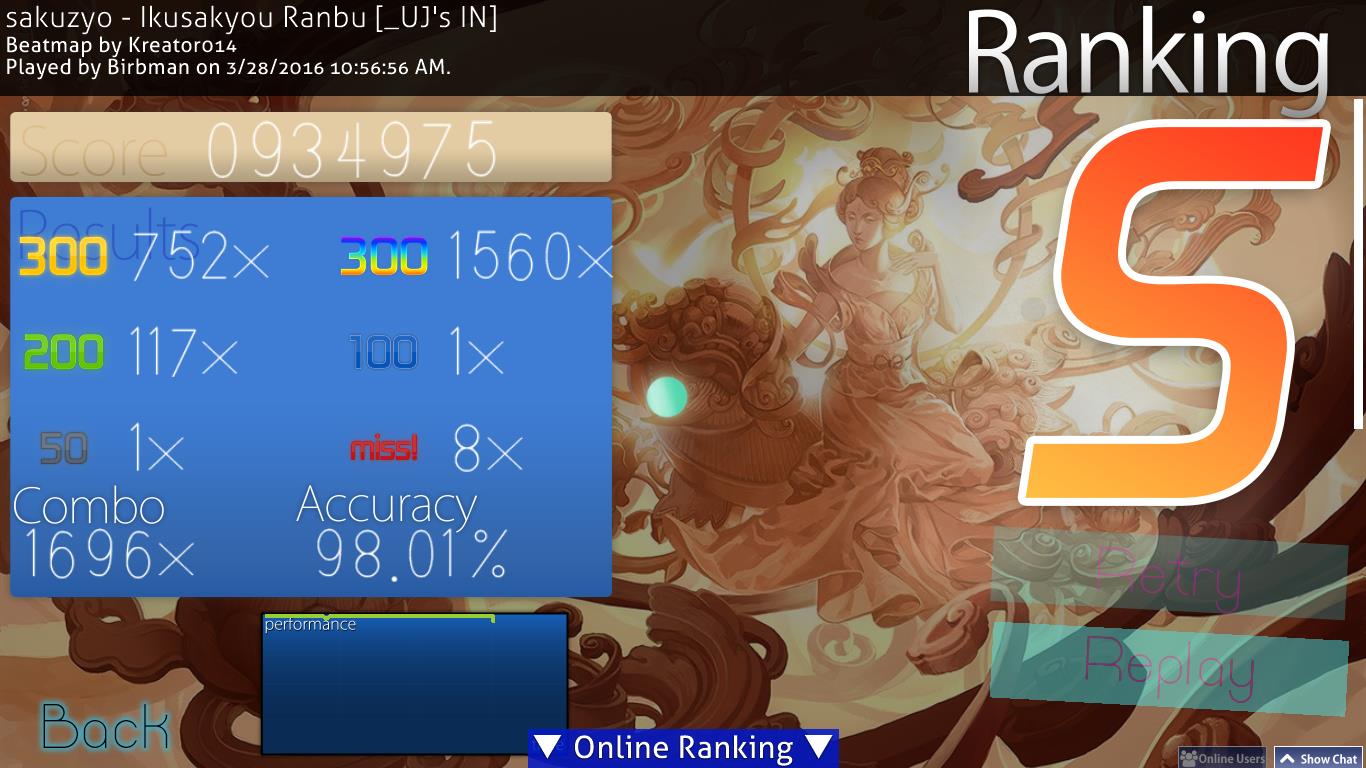 sakuzyo - Ikusakyou Ranbu [_UJ's IN]
Beatmap by Kreator014
Played by Birbman on 3/28/2016 10:56:56 AM.
Ranking
Score 0934975
Results
300 752x 300 1560x
200 117x 100 1x
50 1x miss! 8x
Combo Accuracy
1696x 98.01%
S
Retry
performance
Replay
Back
▼ Online Ranking ▼
Online Users Show Chat